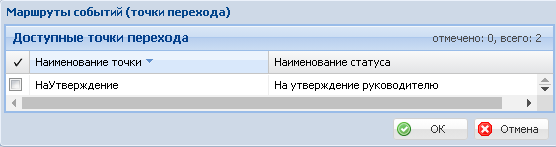 Маршруты событий (точки перехода)
Доступные точки перехода отмечено: 0, всего: 2
Наименование точки Наименование статуса
НаУтверждение На утверждение руководителю
ОК Отмена